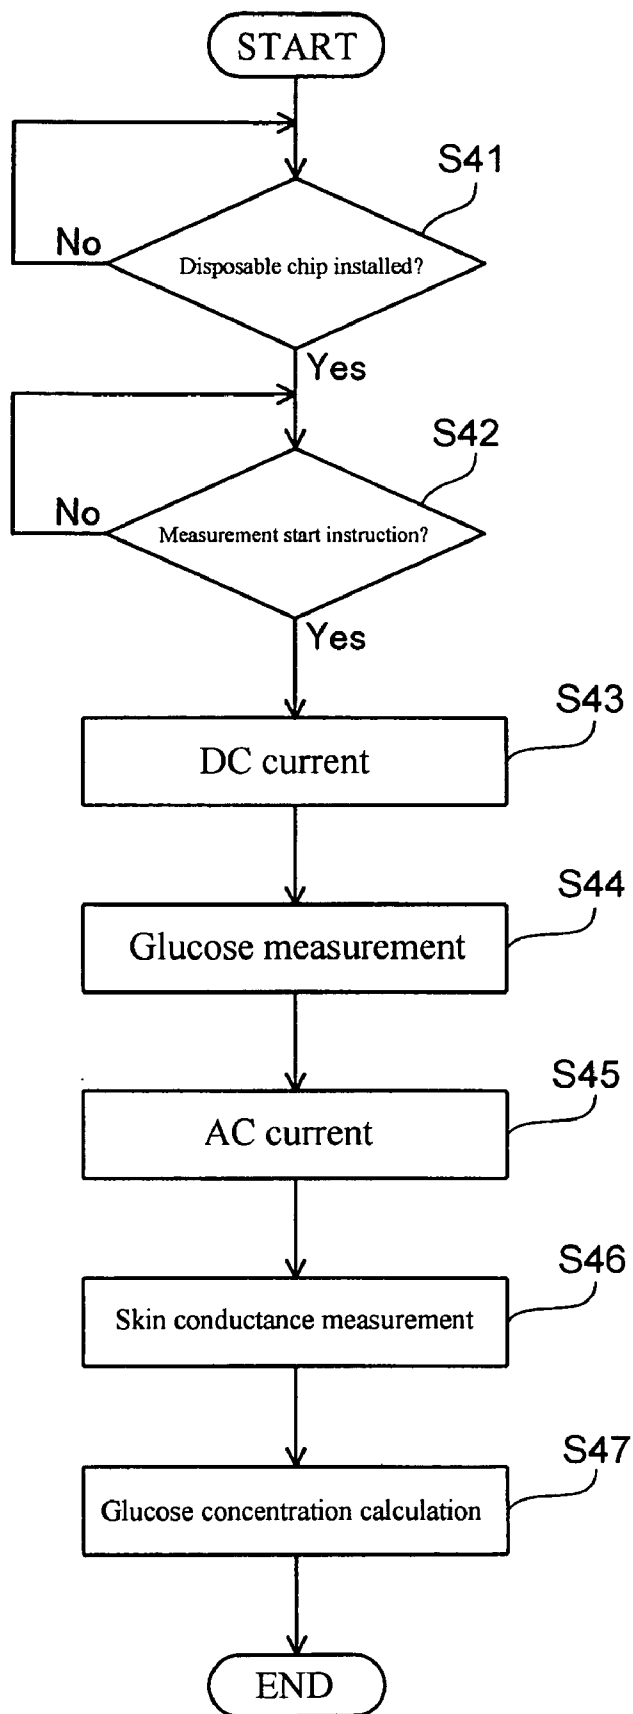 START
S41
No
Disposable chip installed?
Yes
S42
No
Measurement start instruction?
Yes
S43
DC current
S44
Glucose measurement
S45
AC current
S46
Skin conductance measurement
S47
Glucose concentration calculation
END